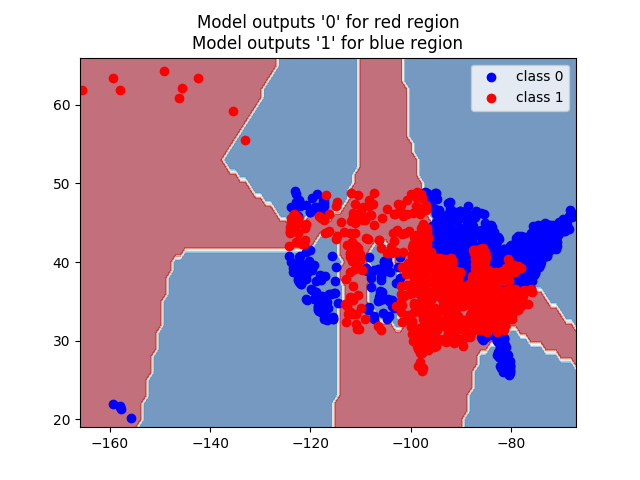 Model outputs '0' for red region
Model outputs '1' for blue region
class 0
class 1
60
50
40
30
20
−160
−140
−120
−100
−80